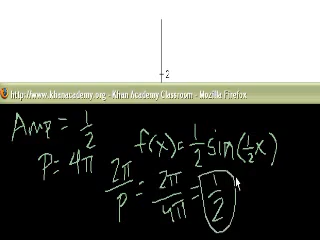 2
http://www.khanacademy.org - Khan Academy Classroom - Mozilla Firefox
Amp = 1/2
P = 4π
f(x) = 1/2 sin(1/2 x)
2π/P = 2π/4π = 1/2